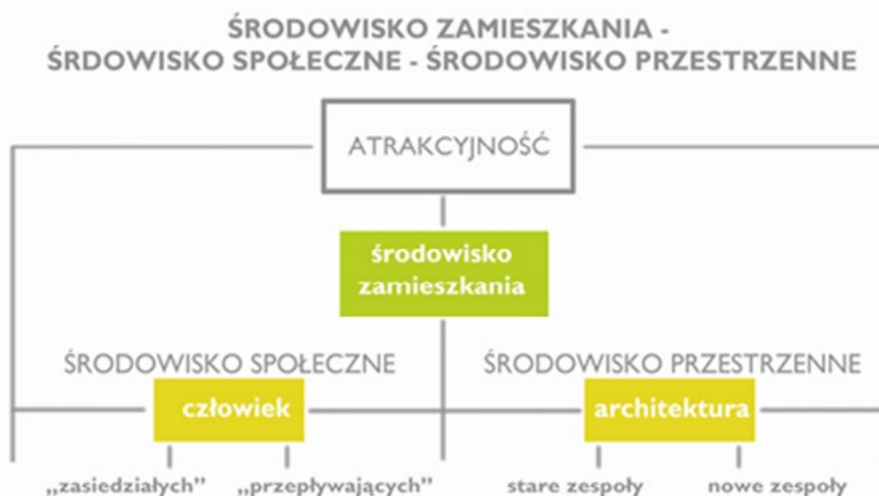 ŚRODOWISKO ZAMIESZKANIA -
ŚRDOWISKO SPOŁECZNE - ŚRODOWISKO PRZESTRZENNE
ATRAKCYJNOŚĆ
środowisko
zamieszkania
ŚRODOWISKO SPOŁECZNE
ŚRODOWISKO PRZESTRZENNE
człowiek
architektura
„zasiedziałych”
„przepływających”
stare zespoły
nowe zespoły